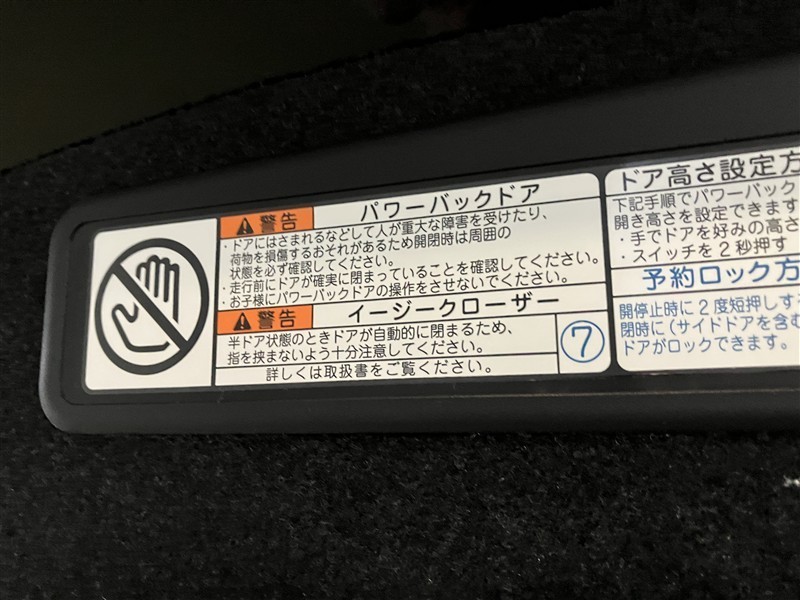 警告 パワーバックドア
・ドアにはさまれるなどして人が重大な障害を受けたり、
荷物を損傷するおそれがあるため開閉時は周囲の
状態を必ず確認してください。
・走行前にドアが確実に閉まっていることを確認してください。
・お子様にパワーバックドアの操作をさせないでください。
警告 イージークローザー
半ドア状態のときドアが自動的に閉まるため、
指を挟まないよう十分注意してください。
7
詳しくは取扱書をご覧ください。
ドア高さ設定方
下記手順でパワーバック
開き高さを設定できます
・手でドアを好みの高さ
・スイッチを2秒押す
予約ロック方
開停止時に2度短押しす
閉時に(サイドドアを含む
ドアがロックできます。